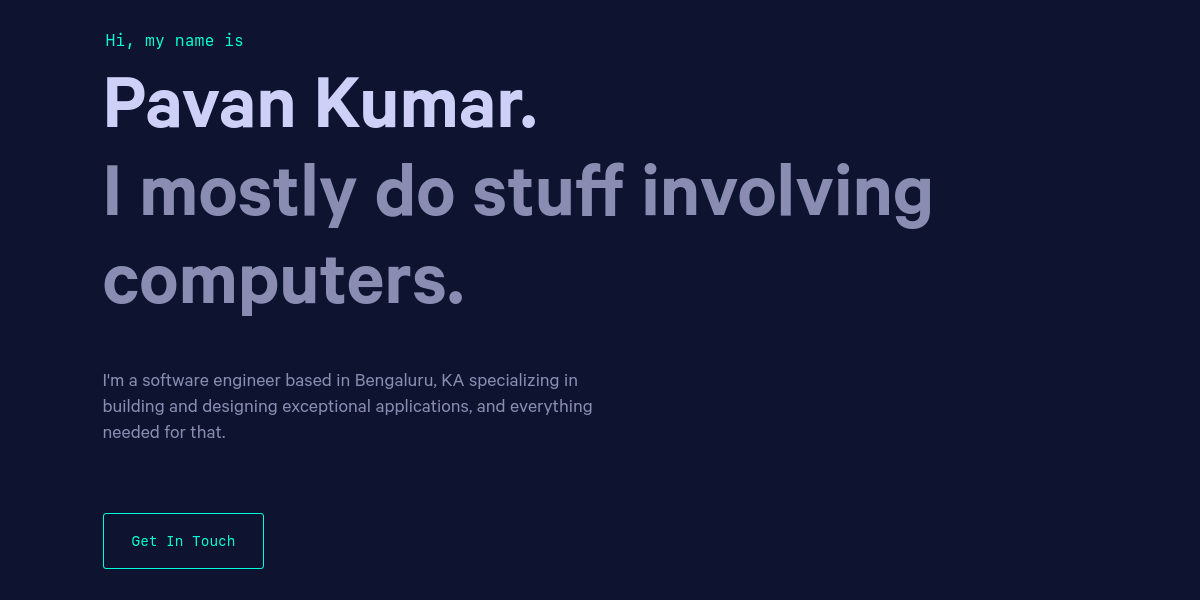 Hi, my name is
Pavan Kumar.
I mostly do stuff involving
computers.
I'm a software engineer based in Bengaluru, KA specializing in
building and designing exceptional applications, and everything
needed for that.
Get In Touch